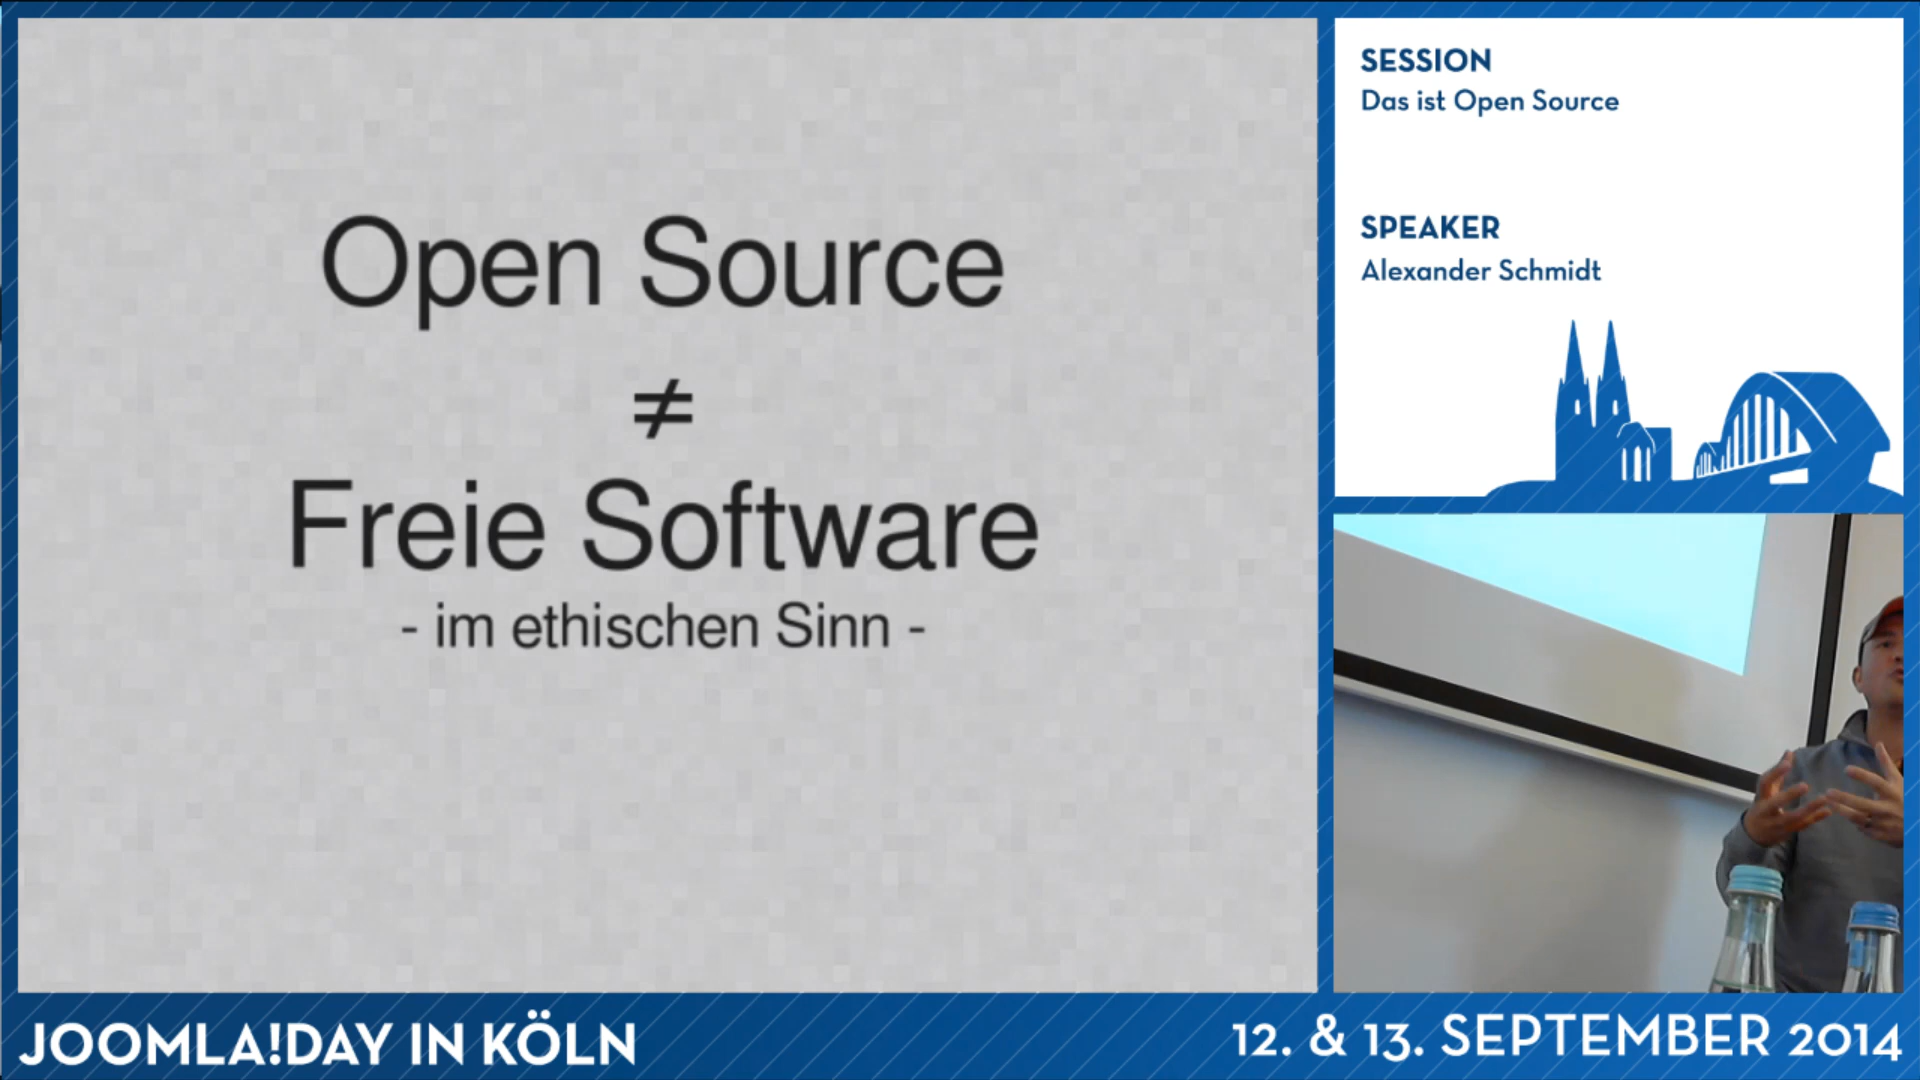 Open Source
≠
Freie Software
- im ethischen Sinn -
SESSION
Das ist Open Source
SPEAKER
Alexander Schmidt
JOOMLA!DAY IN KÖLN
12. & 13. SEPTEMBER 2014